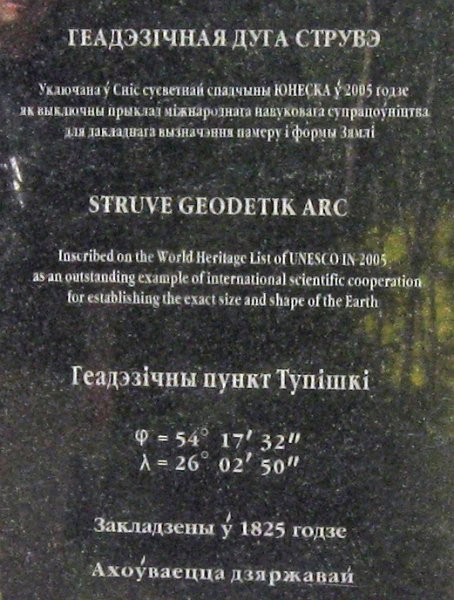 ГЕАДЭЗІЧНАЯ ДУГА СТРУВЭ
Уключана ў Спіс сусветнай спадчыны ЮНЕСКА ў 2005 годзе
як выключны прыклад міжнароднага навуковага супрацоўніцтва
для дакладнага вызначэння памеру і формы Зямлі
STRUVE GEODETIK ARC
Inscribed on the World Heritage List of UNESCO IN 2005
as an outstanding example of international scientific cooperation
for establishing the exact size and shape of the Earth
Геадэзічны пункт Тупішкі
φ = 54° 17′ 32″
λ = 26° 02′ 50″
Закладзены ў 1825 годзе
Ахоўваецца дзяржавай